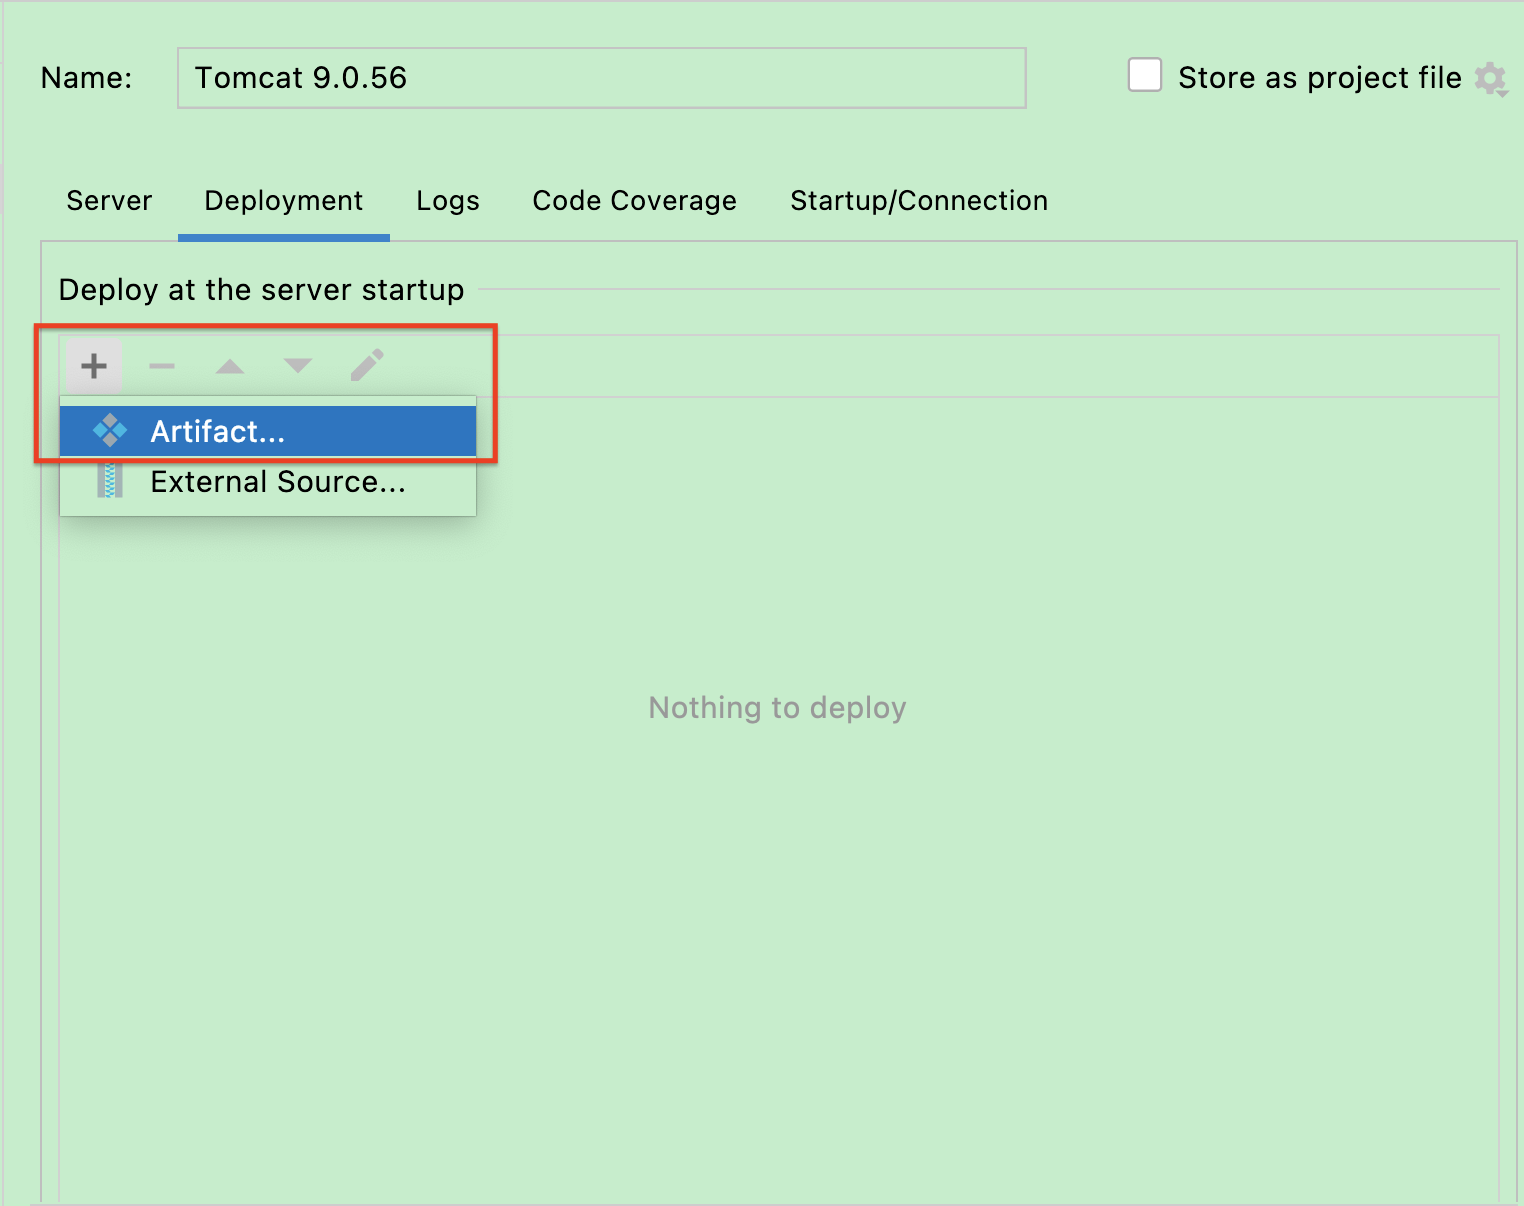 Name: Tomcat 9.0.56 Store as project file
Server Deployment Logs Code Coverage Startup/Connection
Deploy at the server startup
Artifact...
External Source...
Nothing to deploy